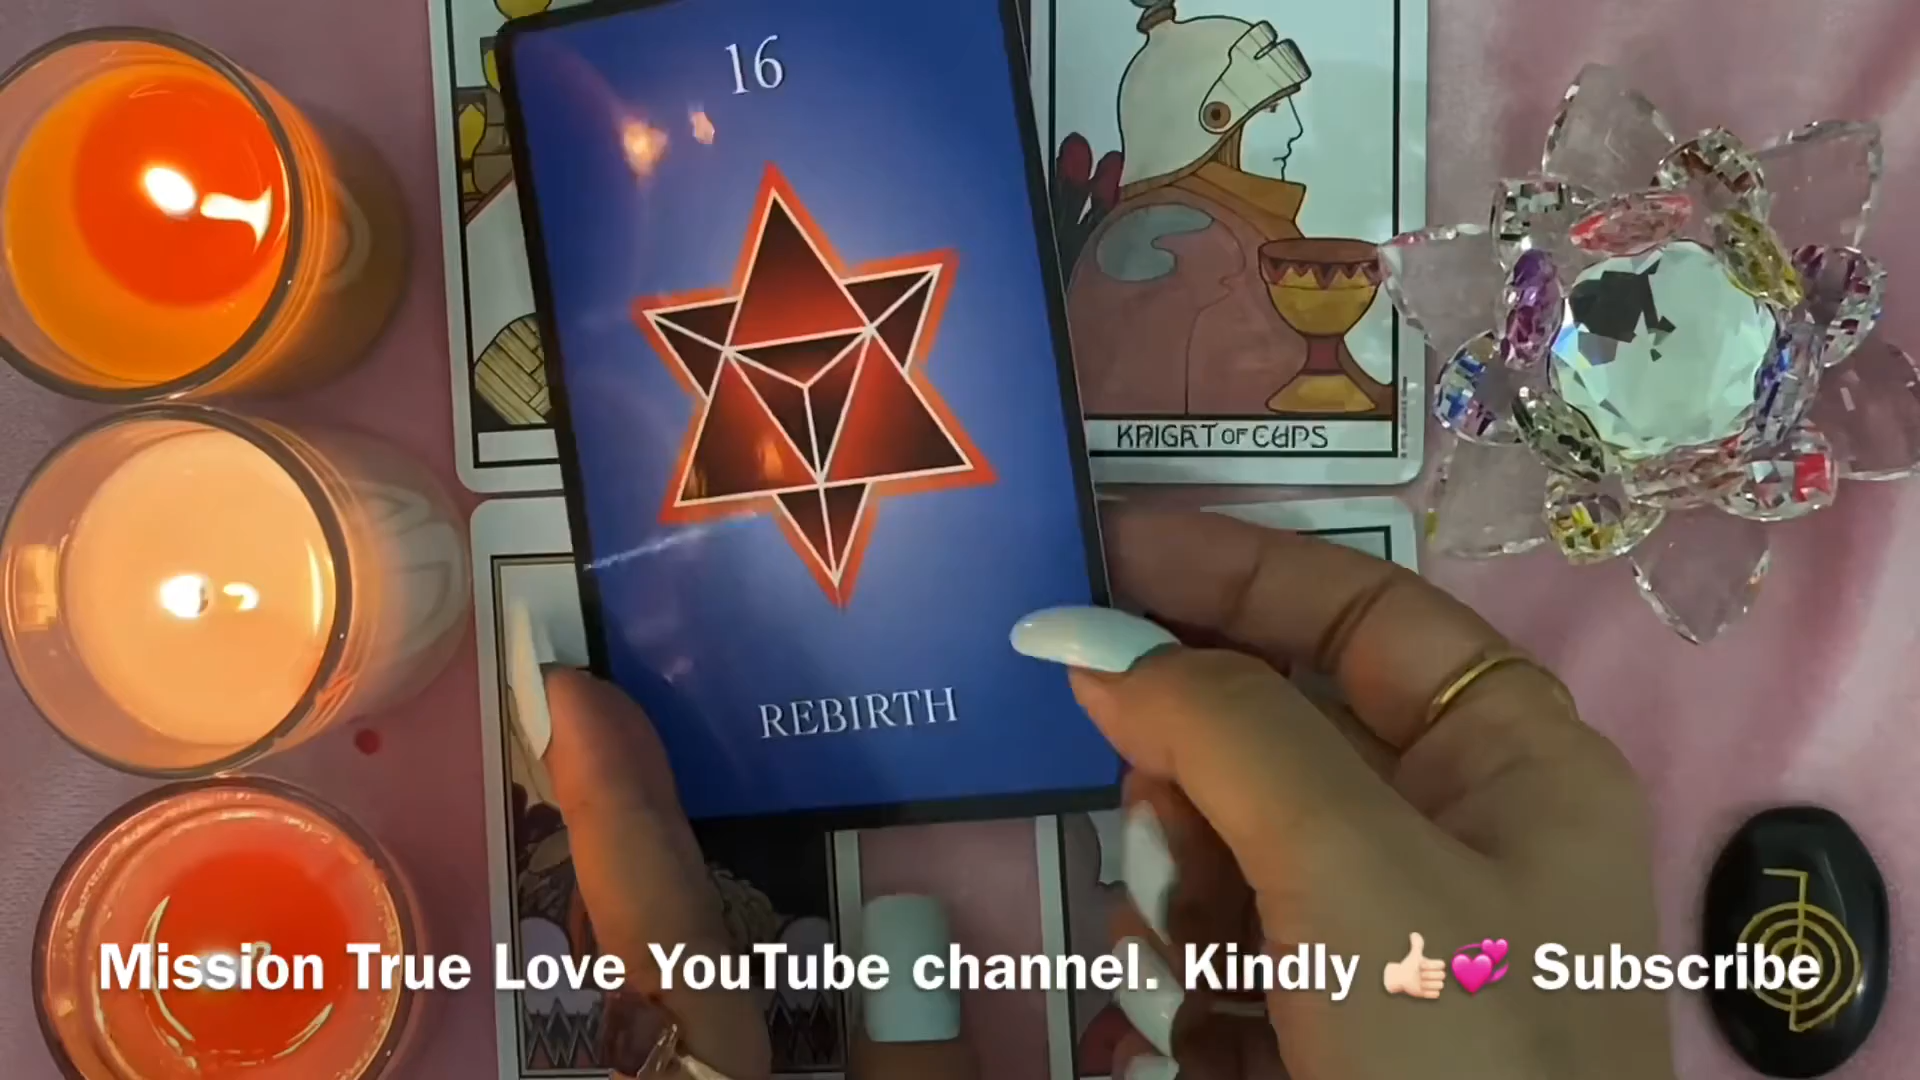 16
KNIGHT OF CUPS
REBIRTH
Mission True Love YouTube channel. Kindly 👍🏻💞 Subscribe